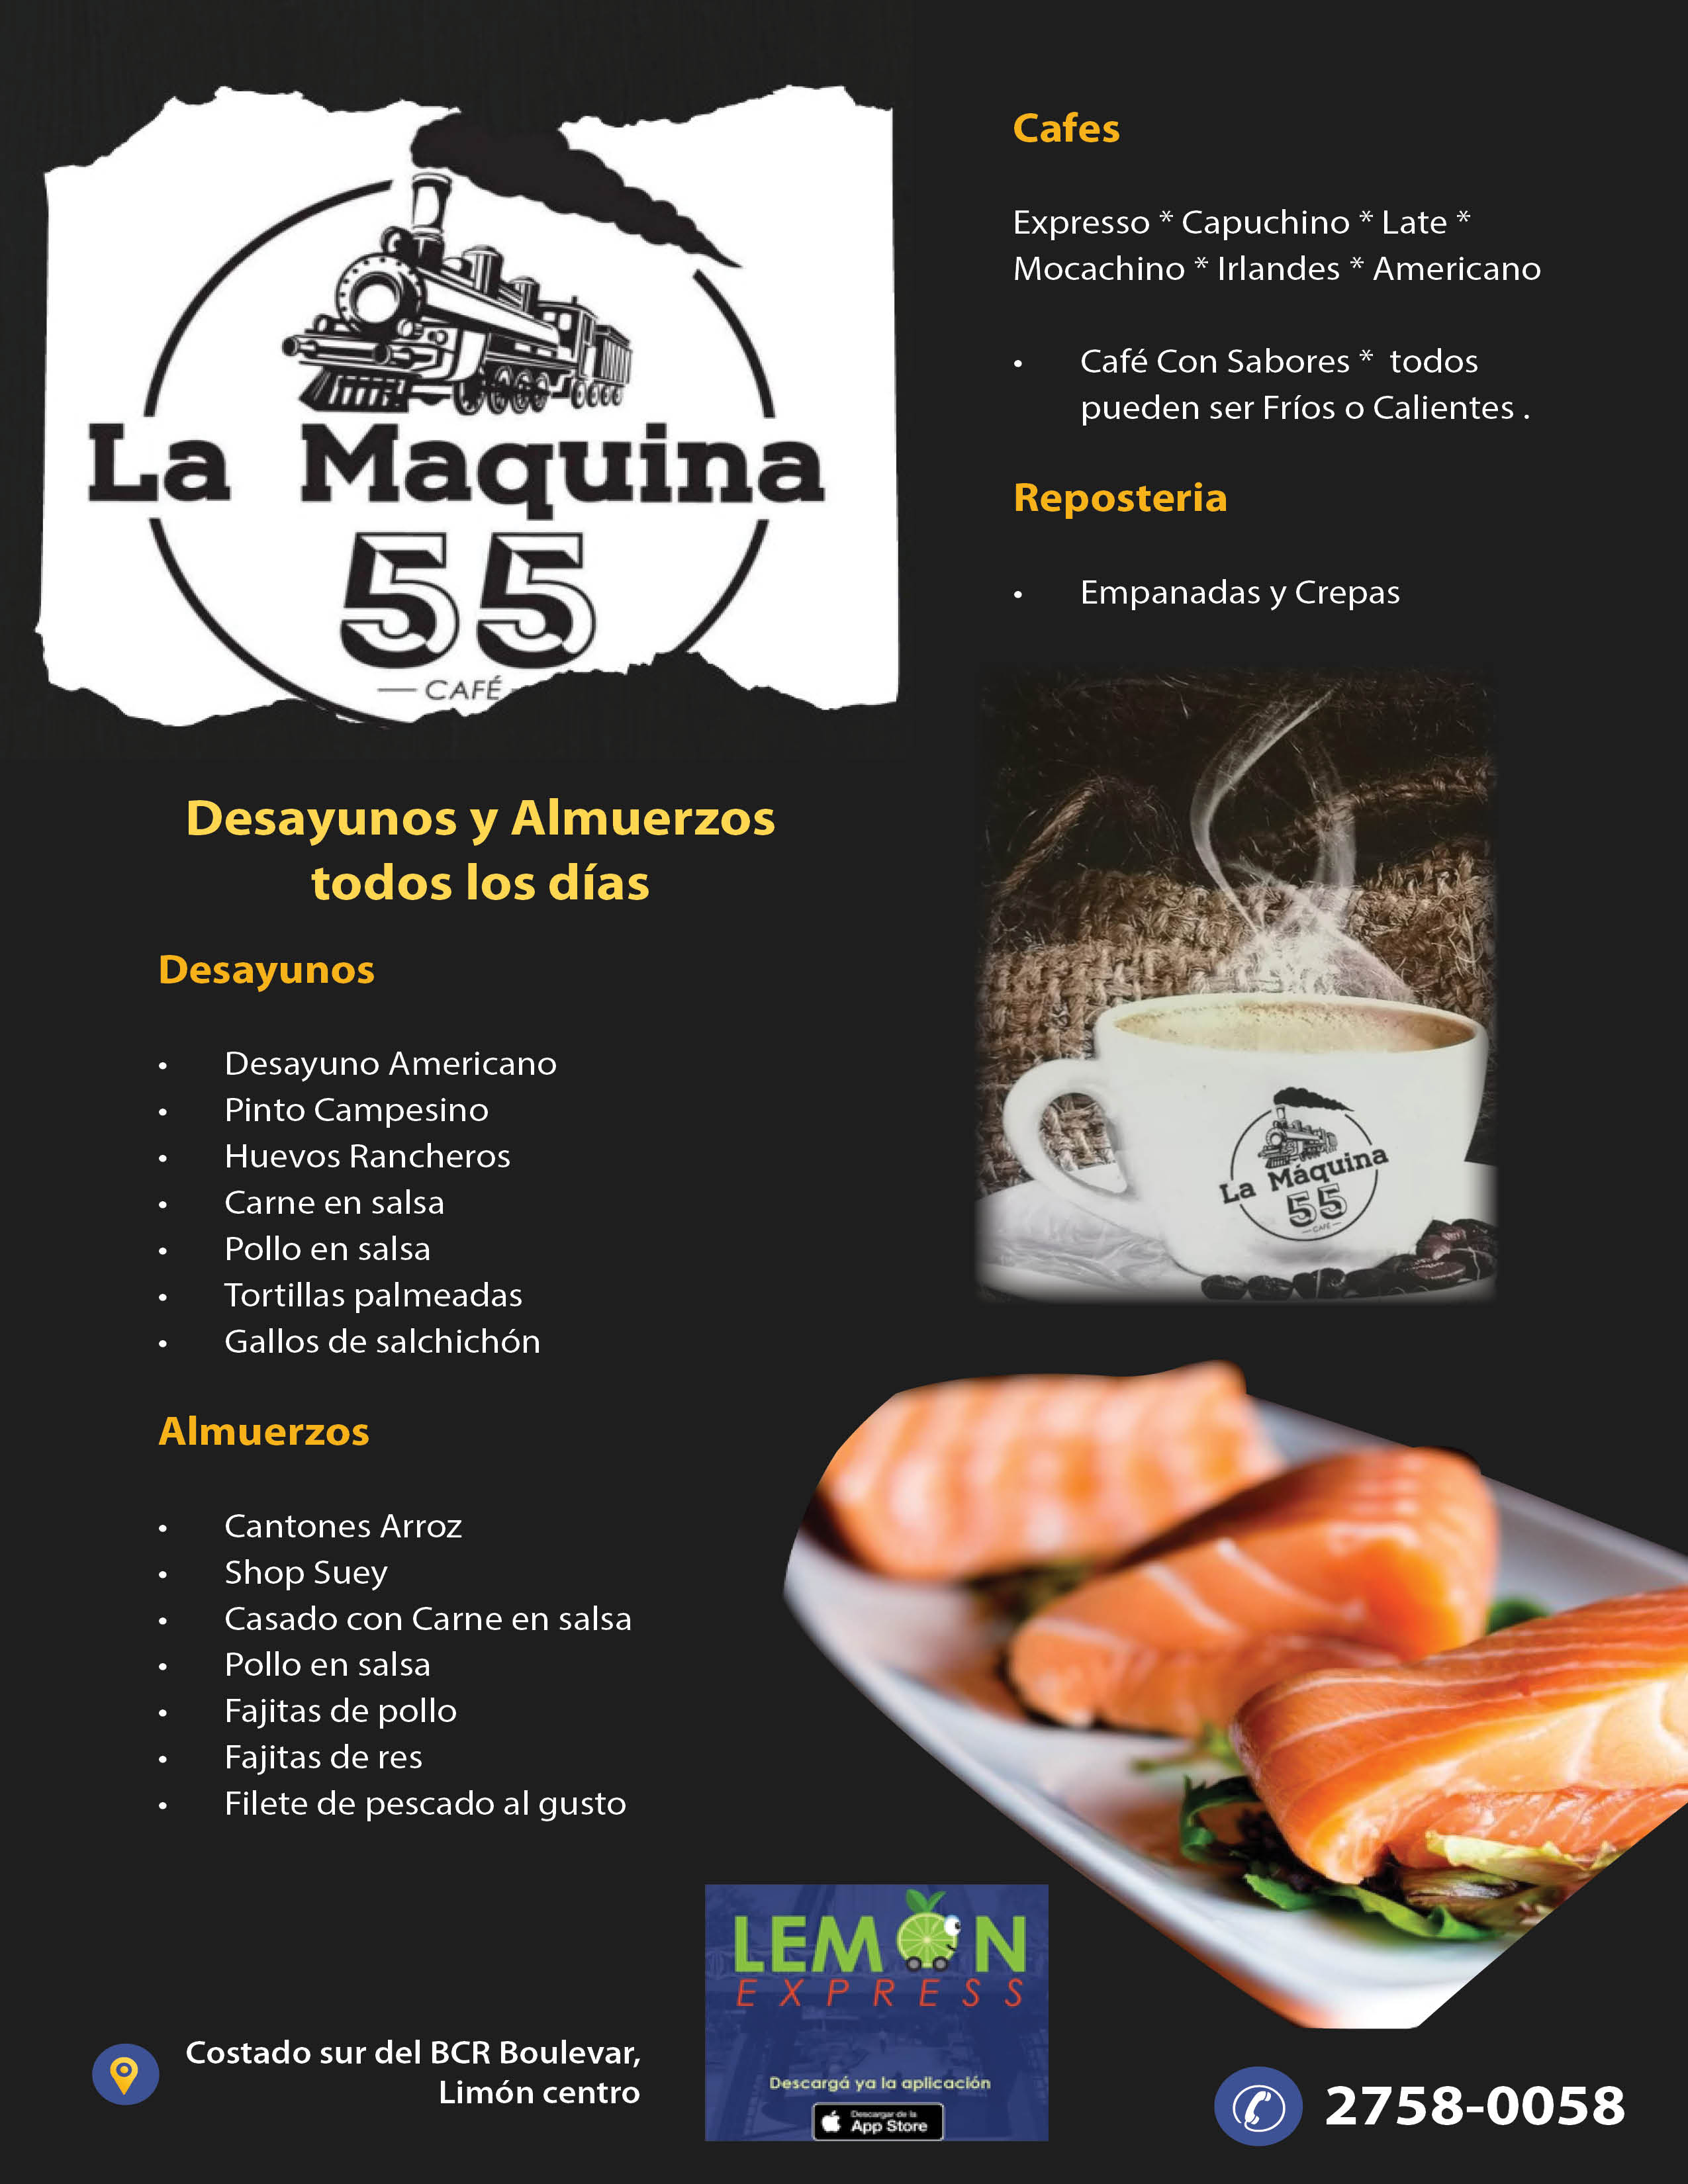 La Maquina
55
CAFÉ
Desayunos y Almuerzos
todos los días
Desayunos
• Desayuno Americano
• Pinto Campesino
• Huevos Rancheros
• Carne en salsa
• Pollo en salsa
• Tortillas palmeadas
• Gallos de salchichón
Almuerzos
• Cantones Arroz
• Shop Suey
• Casado con Carne en salsa
• Pollo en salsa
• Fajitas de pollo
• Fajitas de res
• Filete de pescado al gusto
Cafes
Expresso * Capuchino * Late *
Mocachino * Irlandes * Americano
• Café Con Sabores * todos
pueden ser Fríos o Calientes .
Reposteria
• Empanadas y Crepas
La Máquina
55
CAFÉ
Costado sur del BCR Boulevar,
Limón centro
LEMON
EXPRESS
Descargá ya la aplicación
Descargar de la
App Store
2758-0058